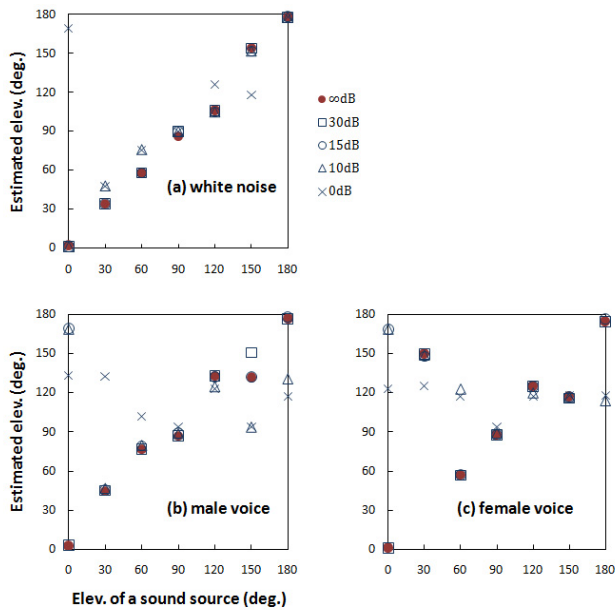 180
150
120
90
60
30
0
Estimated elev. (deg.)
(a) white noise
0 30 60 90 120 150 180
∞dB
30dB
15dB
10dB
0dB
180
150
120
90
60
30
0
Estimated elev. (deg.)
(b) male voice
0 30 60 90 120 150 180
Elev. of a sound source (deg.)
180
150
120
90
60
30
0
(c) female voice
0 30 60 90 120 150 180